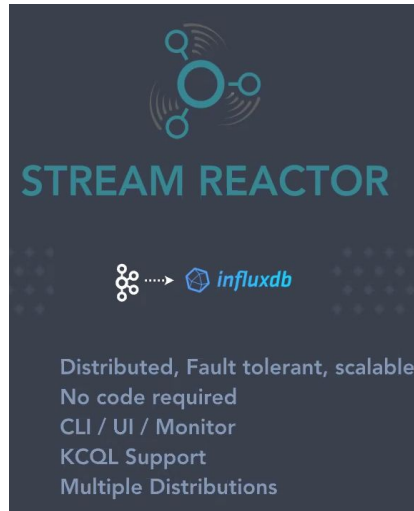 STREAM REACTOR
influxdb
Distributed, Fault tolerant, scalable
No code required
CLI / UI / Monitor
KCQL Support
Multiple Distributions